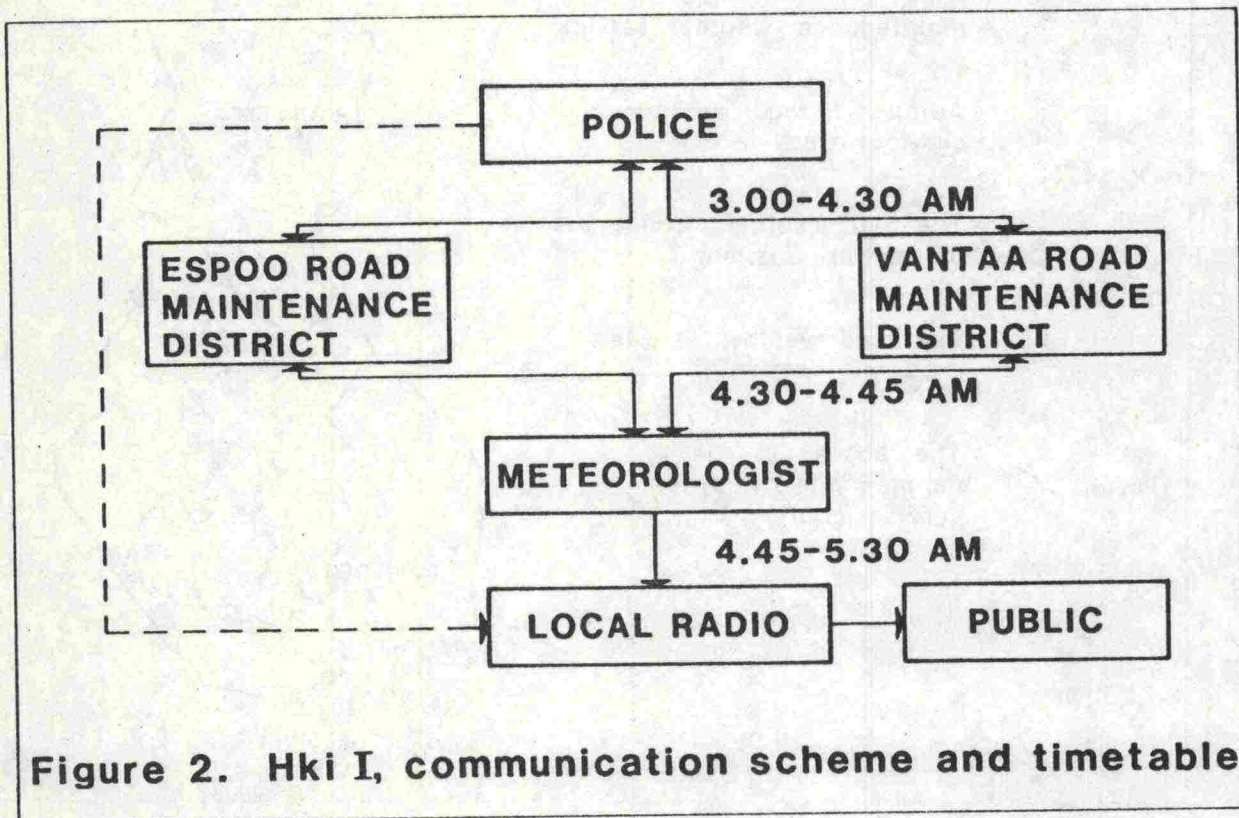 POLICE
3.00-4.30 AM
ESPOO ROAD
MAINTENANCE
DISTRICT
VANTAA ROAD
MAINTENANCE
DISTRICT
4.30-4.45 AM
METEOROLOGIST
4.45-5.30 AM
LOCAL RADIO
PUBLIC
Figure 2. Hki I, communication scheme and timetable